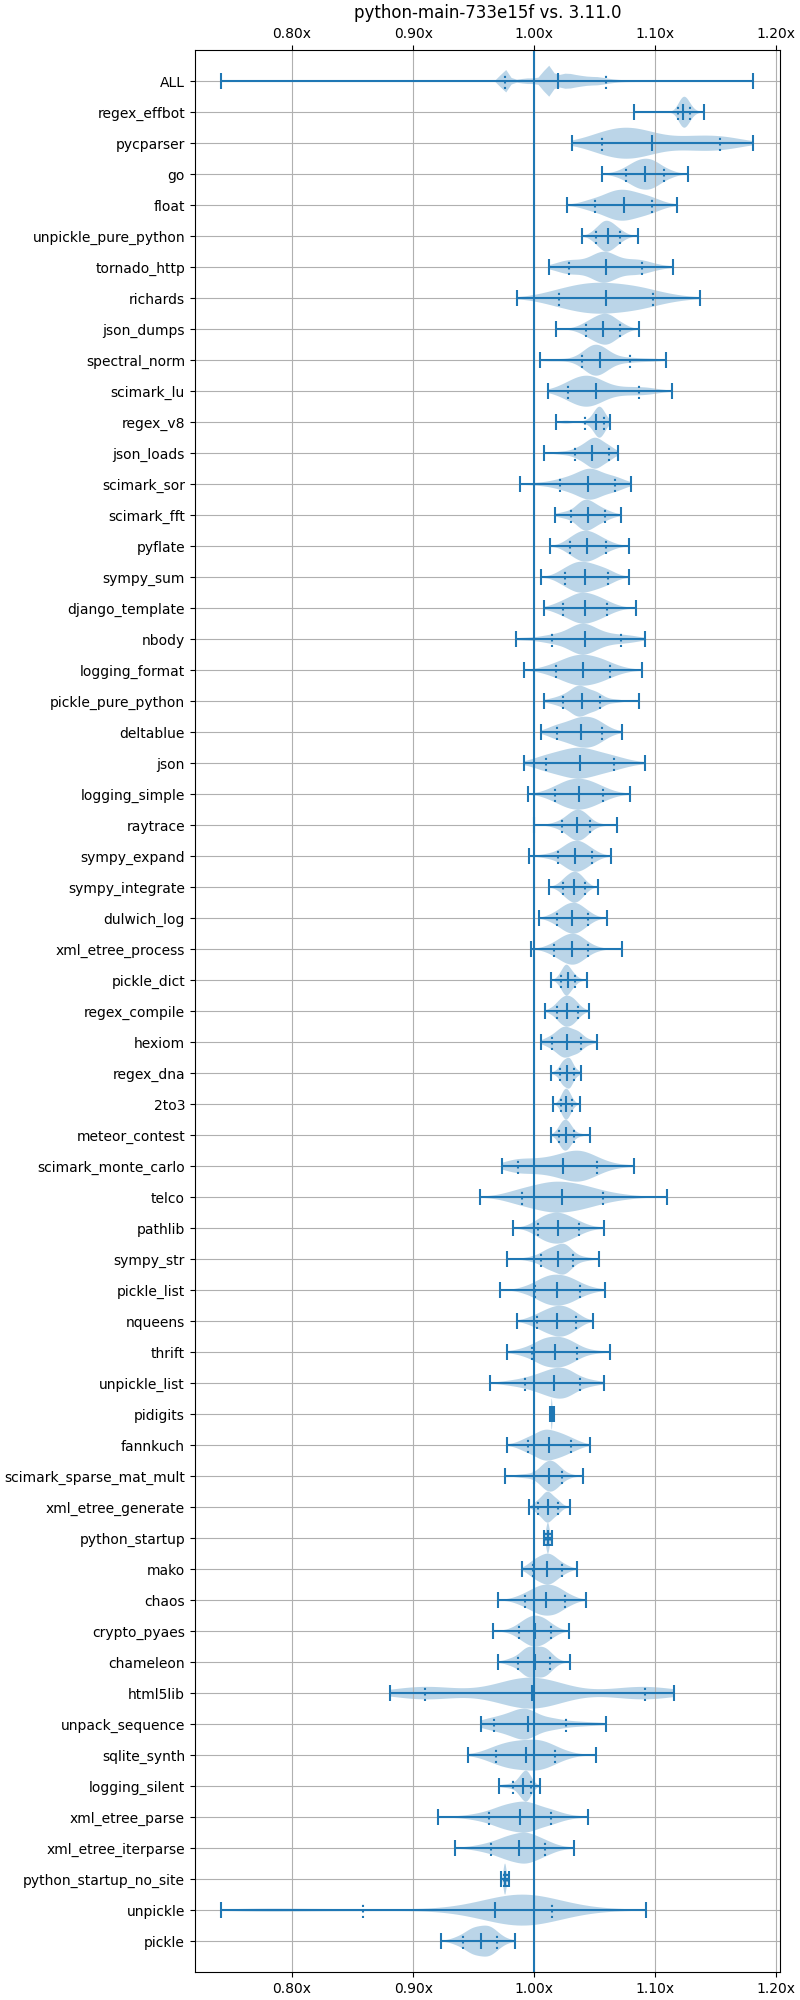 python-main-733e15f vs. 3.11.0
0.80x 0.90x 1.00x 1.10x 1.20x
ALL
regex_effbot
pycparser
go
float
unpickle_pure_python
tornado_http
richards
json_dumps
spectral_norm
scimark_lu
regex_v8
json_loads
scimark_sor
scimark_fft
pyflate
sympy_sum
django_template
nbody
logging_format
pickle_pure_python
deltablue
json
logging_simple
raytrace
sympy_expand
sympy_integrate
dulwich_log
xml_etree_process
pickle_dict
regex_compile
hexiom
regex_dna
2to3
meteor_contest
scimark_monte_carlo
telco
pathlib
sympy_str
pickle_list
nqueens
thrift
unpickle_list
pidigits
fannkuch
scimark_sparse_mat_mult
xml_etree_generate
python_startup
mako
chaos
crypto_pyaes
chameleon
html5lib
unpack_sequence
sqlite_synth
logging_silent
xml_etree_parse
xml_etree_iterparse
python_startup_no_site
unpickle
pickle
0.80x 0.90x 1.00x 1.10x 1.20x